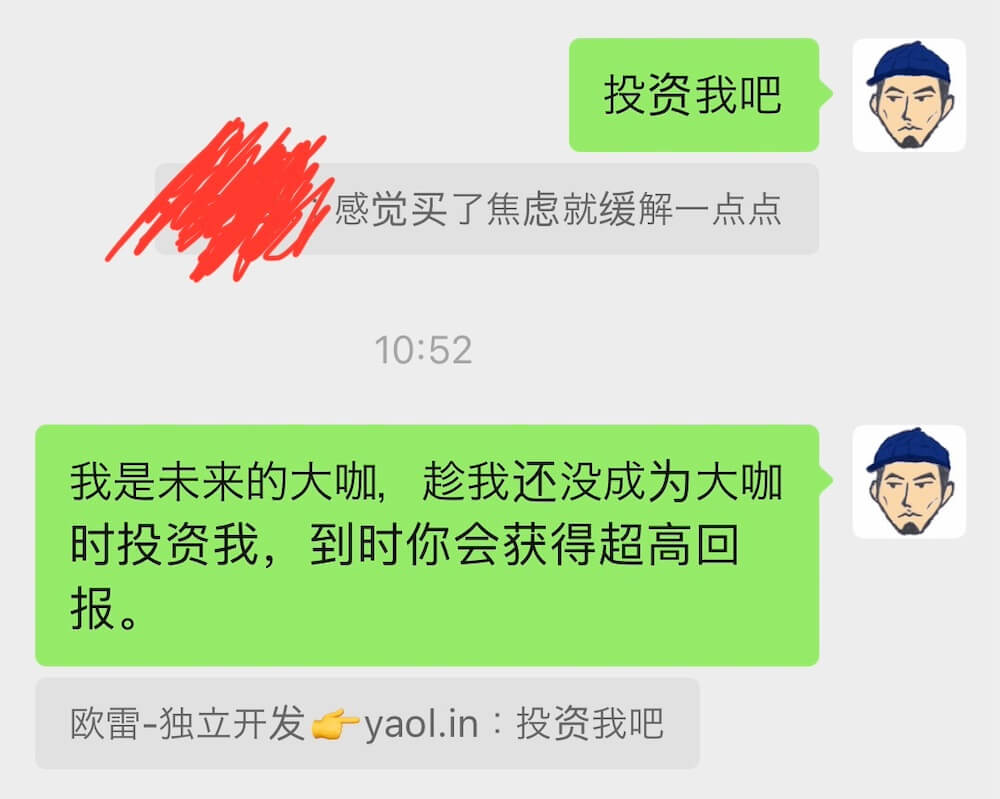 投资我吧
感觉买了焦虑就缓解一点点
10:52
我是未来的大咖，趁我还没成为大咖
时投资我，到时你会获得超高回
报。
欧雷-独立开发👉yaol.in：投资我吧